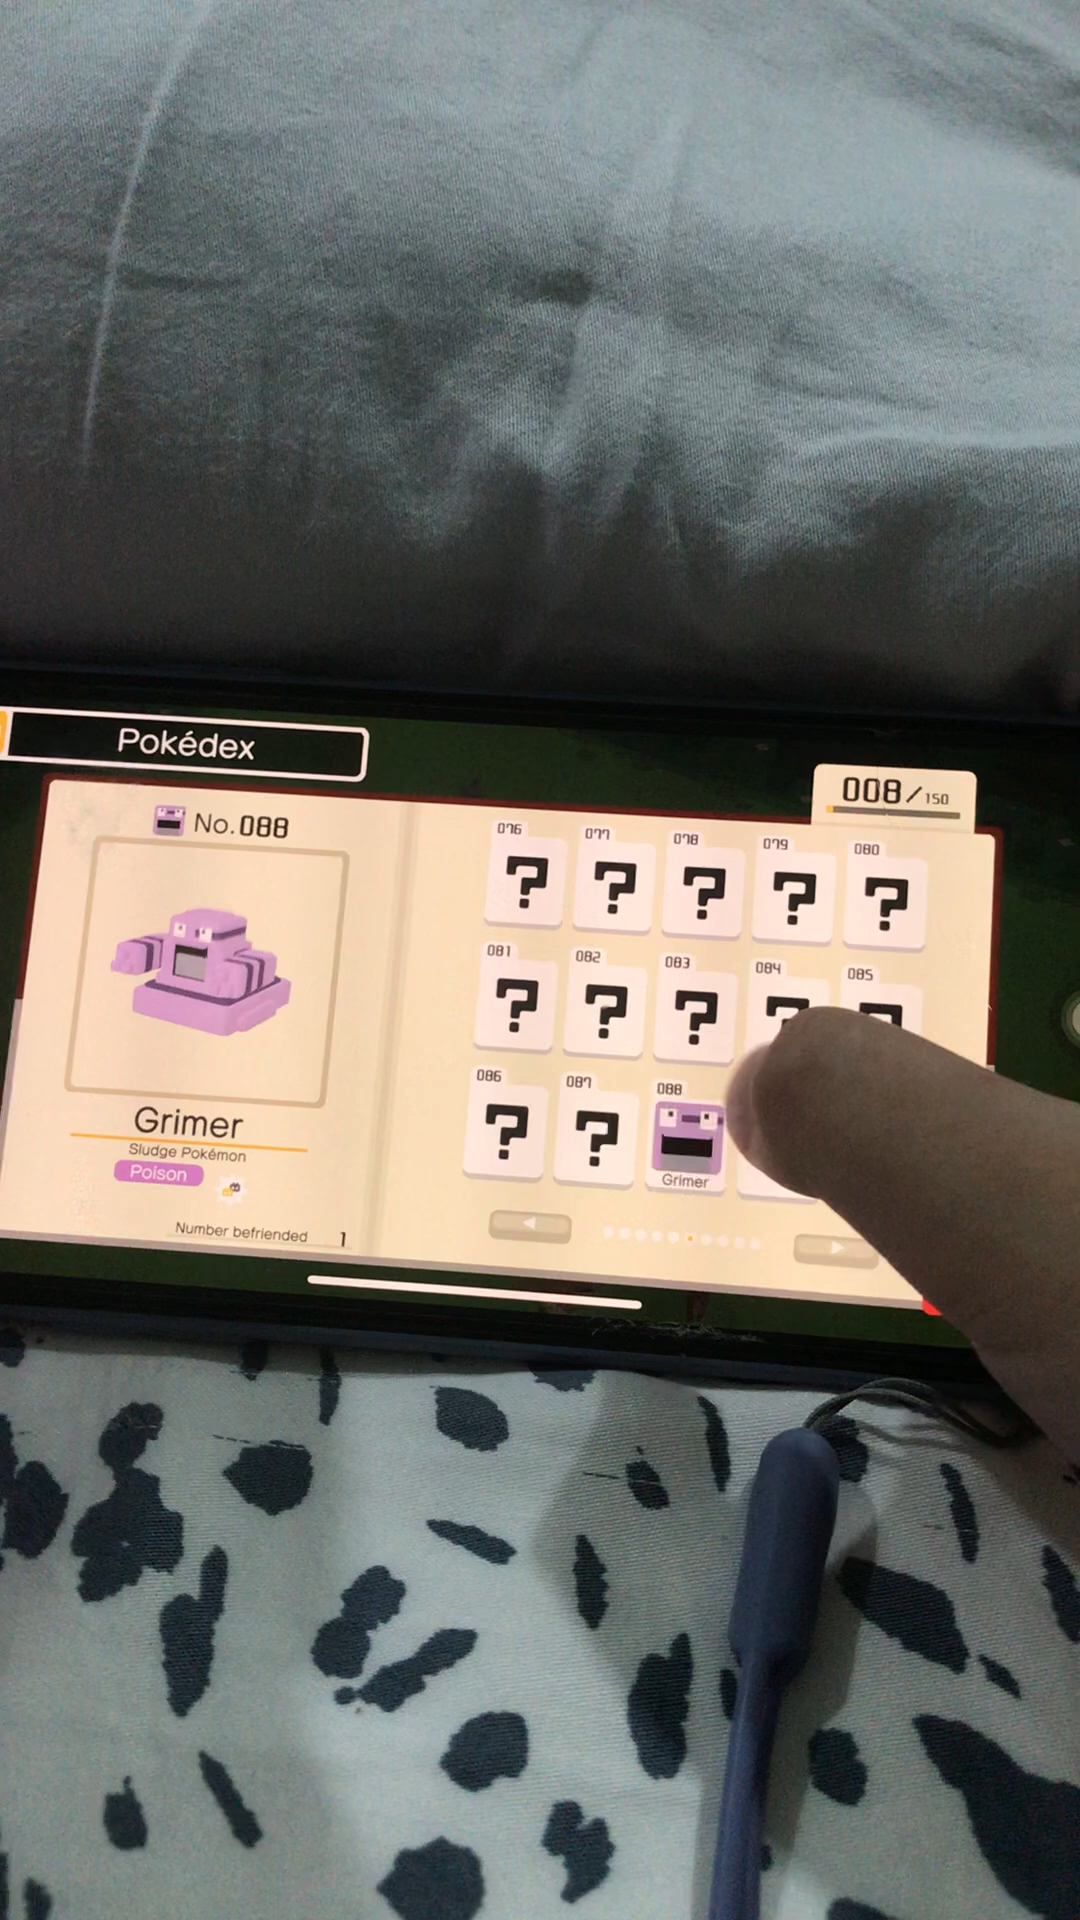 Pokédex
008/150
No.088
Grimer
Sludge Pokémon
Poison
Number befriended 1
076 077 078 079 080
? ? ? ? ?
081 082 083 084 085
? ? ? ? ?
086 087 088
? ?
Grimer